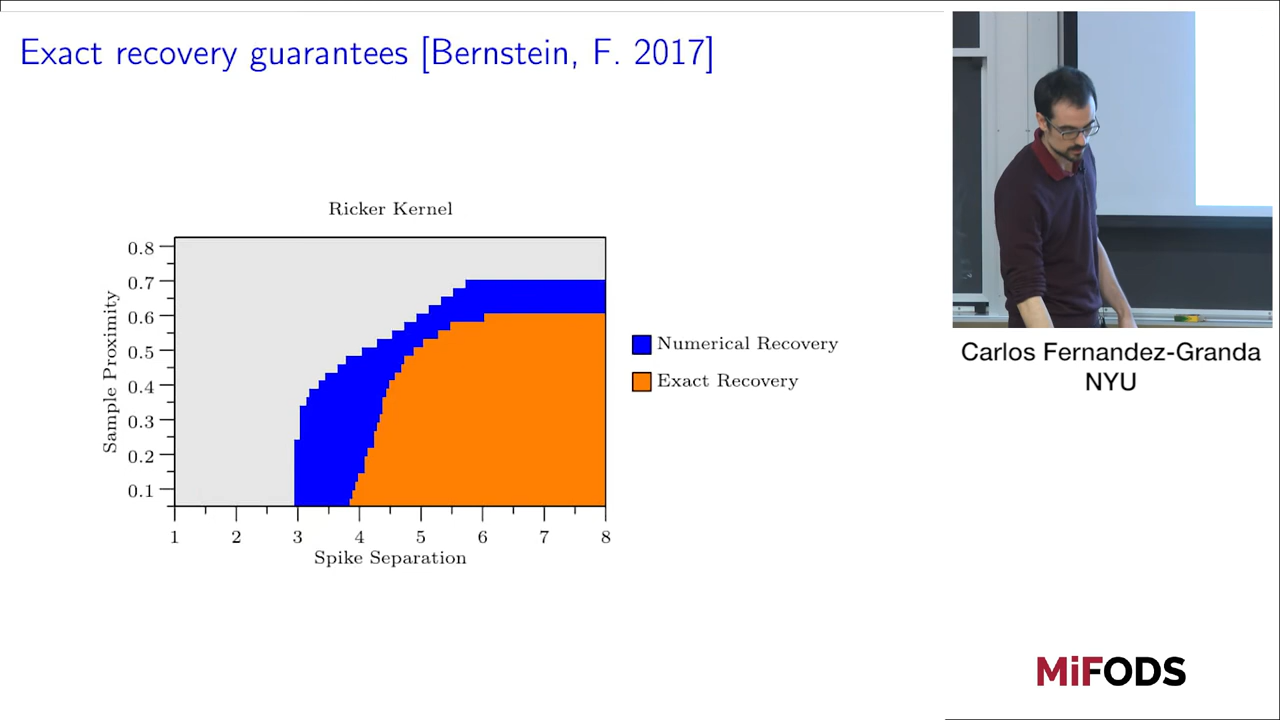 Exact recovery guarantees [Bernstein, F. 2017]
Ricker Kernel
Sample Proximity
0.8
0.7
0.6
0.5
0.4
0.3
0.2
0.1
1 2 3 4 5 6 7 8
Spike Separation
Numerical Recovery
Exact Recovery
Carlos Fernandez-Granda
NYU
MiFODS